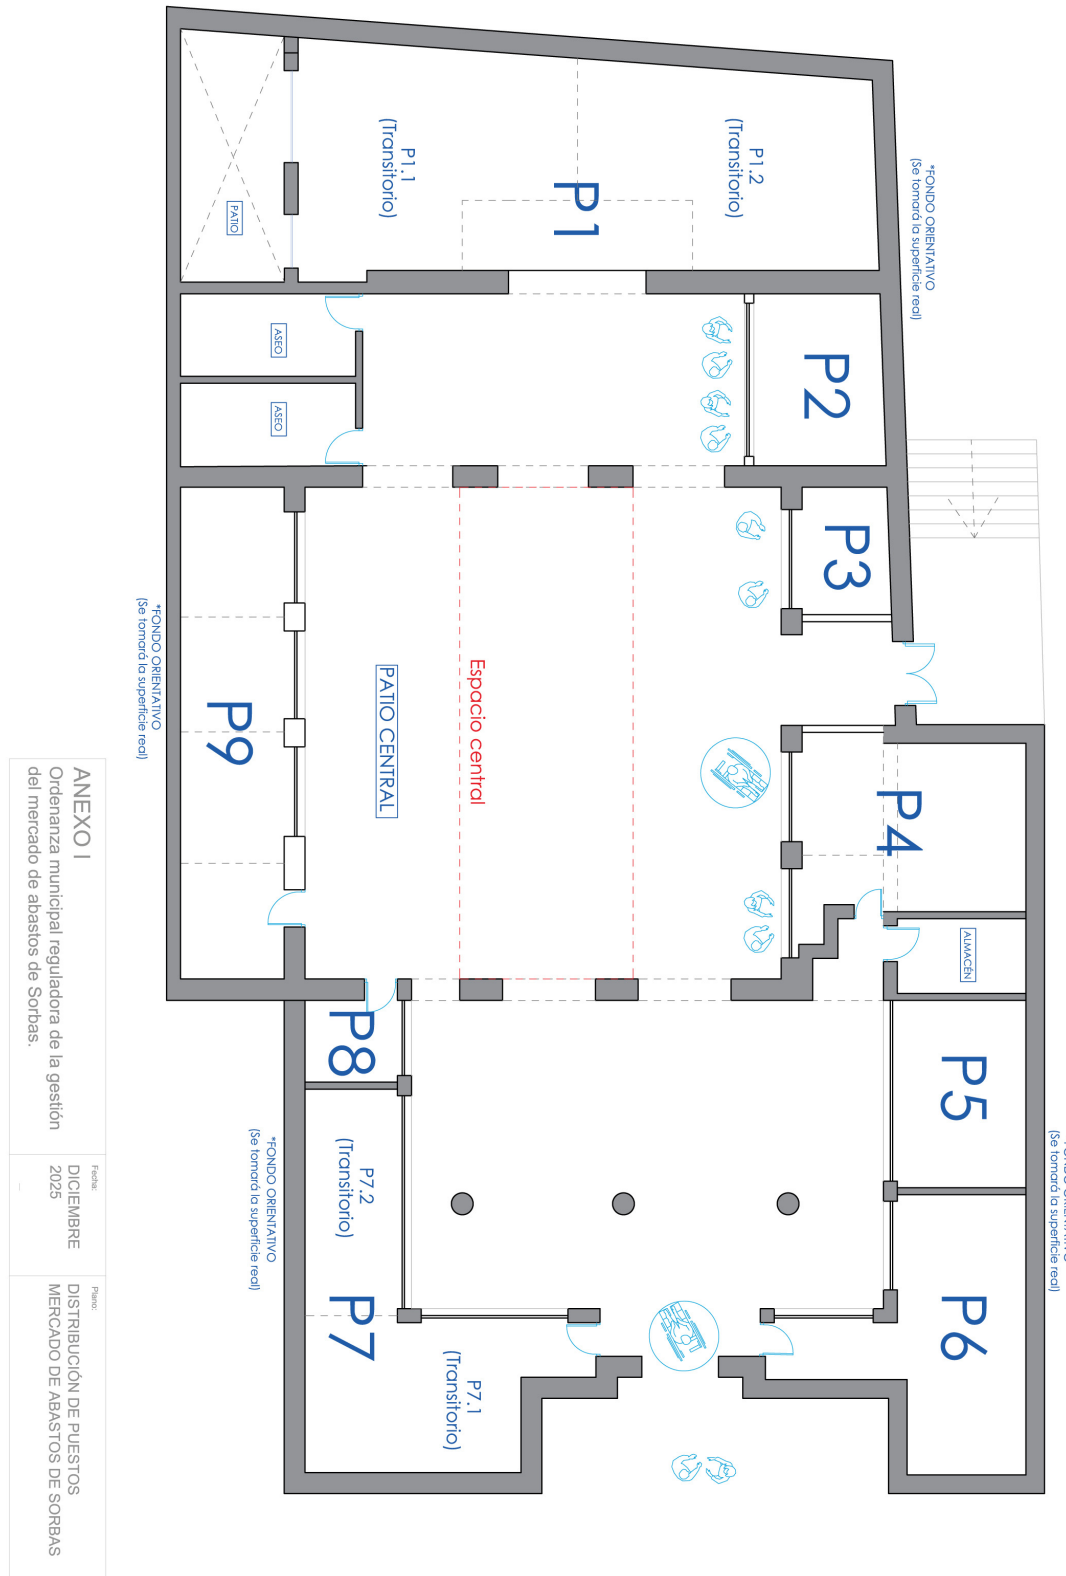 P1.1
(Transitorio)
P1
P1.2
(Transitorio)
*FONDO ORIENTATIVO
(Se tomará la superficie real)
PATIO
ASEO
ASEO
P2
P3
P4
ALMACÉN
P5
P6
(Se tomará la superficie real)
Espacio central
PATIO CENTRAL
P9
*FONDO ORIENTATIVO
(Se tomará la superficie real)
P8
P7.2
(Transitorio)
P7
P7.1
(Transitorio)
*FONDO ORIENTATIVO
(Se tomará la superficie real)
ANEXO I
Ordenanza municipal reguladora de la gestión
del mercado de abastos de Sorbas.
Fecha:
DICIEMBRE
2025
Plano:
DISTRIBUCIÓN DE PUESTOS
MERCADO DE ABASTOS DE SORBAS